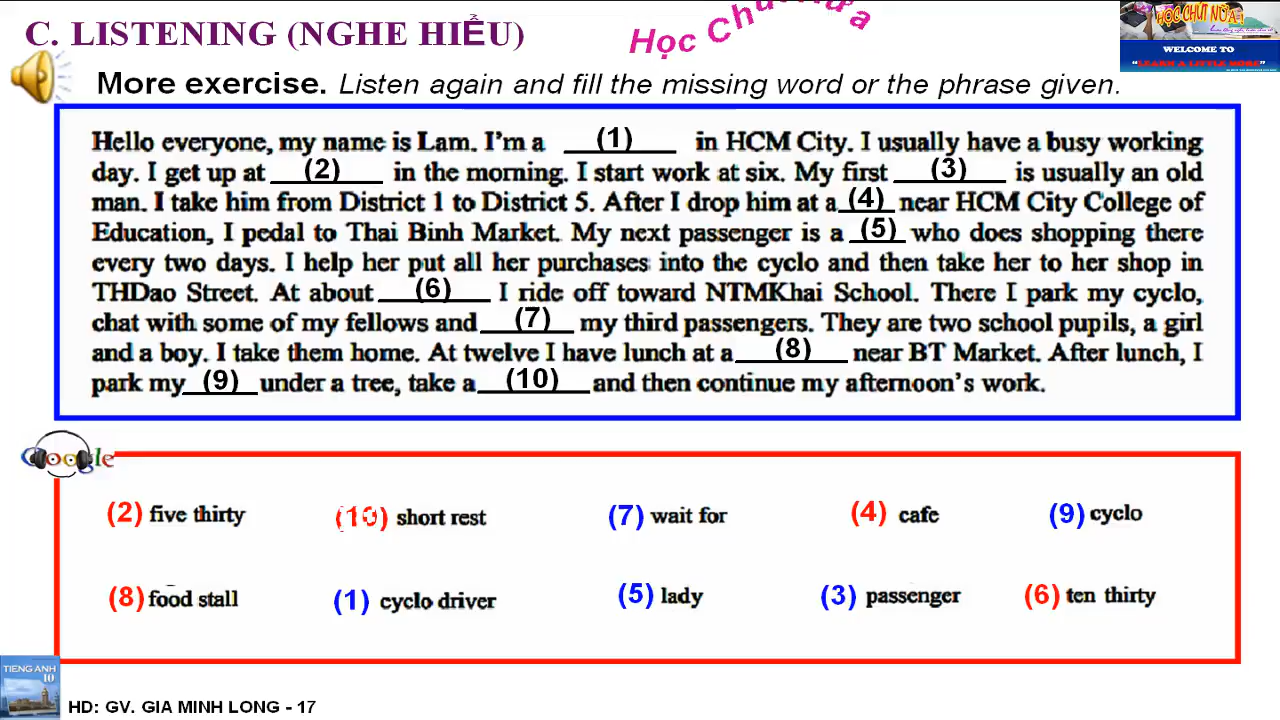 C. LISTENING (NGHE HIỂU)
Học Chút Nữa
HỌC CHÚT NỮA !
WELCOME TO
"LEARN A LITTLE MORE"
More exercise. Listen again and fill the missing word or the phrase given.
Hello everyone, my name is Lam. I'm a (1) in HCM City. I usually have a busy working
day. I get up at (2) in the morning. I start work at six. My first (3) is usually an old
man. I take him from District 1 to District 5. After I drop him at a (4) near HCM City College of
Education, I pedal to Thai Binh Market. My next passenger is a (5) who does shopping there
every two days. I help her put all her purchases into the cyclo and then take her to her shop in
THDao Street. At about (6) I ride off toward NTMKhai School. There I park my cyclo,
chat with some of my fellows and (7) my third passengers. They are two school pupils, a girl
and a boy. I take them home. At twelve I have lunch at a (8) near BT Market. After lunch, I
park my (9) under a tree, take a (10) and then continue my afternoon's work.
Google
(2) five thirty (10) short rest (7) wait for (4) cafe (9) cyclo
(8) food stall (1) cyclo driver (5) lady (3) passenger (6) ten thirty
TIENG ANH
10
HD: GV. GIA MINH LONG - 17